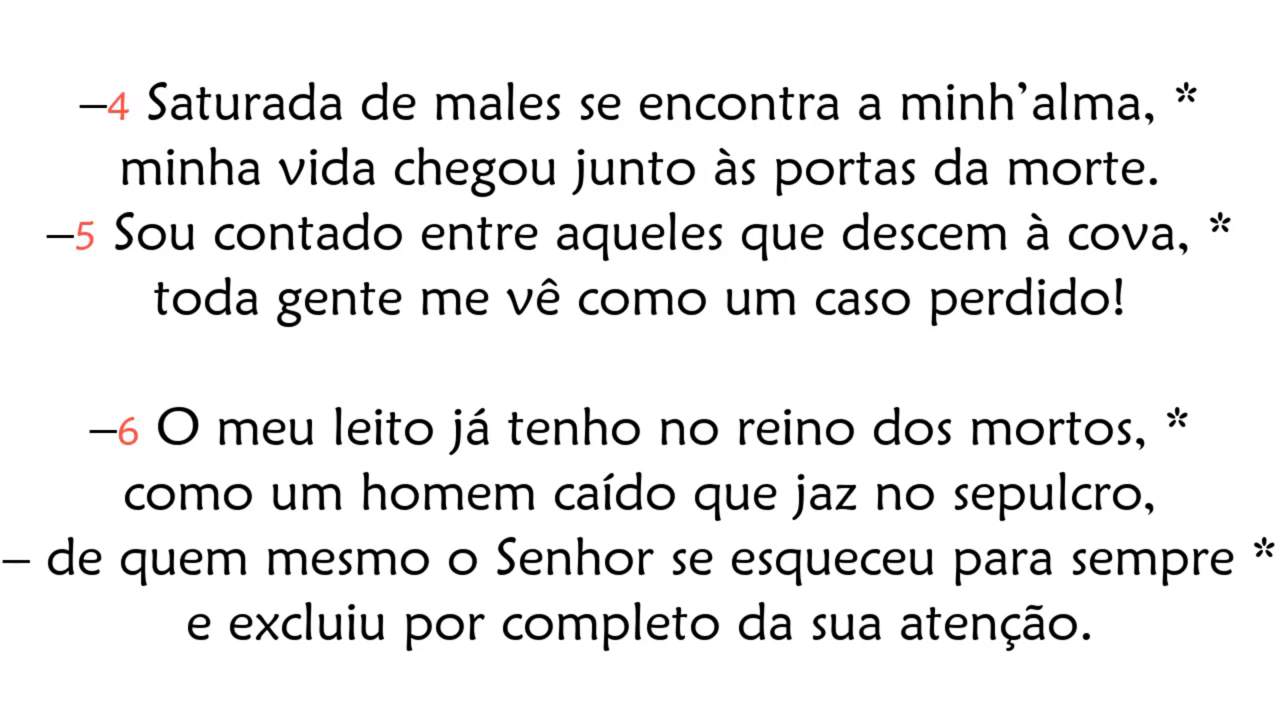 –4 Saturada de males se encontra a minh’alma, *
minha vida chegou junto às portas da morte.
–5 Sou contado entre aqueles que descem à cova, *
toda gente me vê como um caso perdido!
–6 O meu leito já tenho no reino dos mortos, *
como um homem caído que jaz no sepulcro,
– de quem mesmo o Senhor se esqueceu para sempre *
e excluiu por completo da sua atenção.